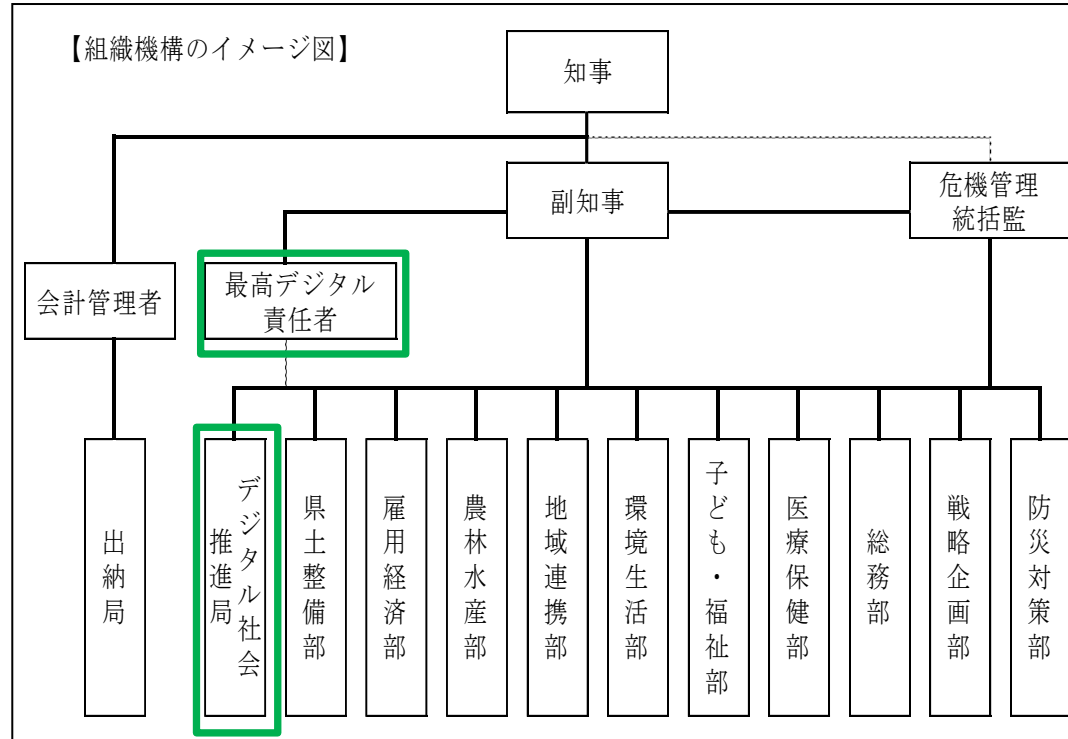 【組織機構のイメージ図】
知事
副知事
危機管理
統括監
会計管理者
最高デジタル
責任者
出納局
デジタル社会
推進局
県土整備部
雇用経済部
農林水産部
地域連携部
環境生活部
子ども・福祉部
医療保健部
総務部
戦略企画部
防災対策部